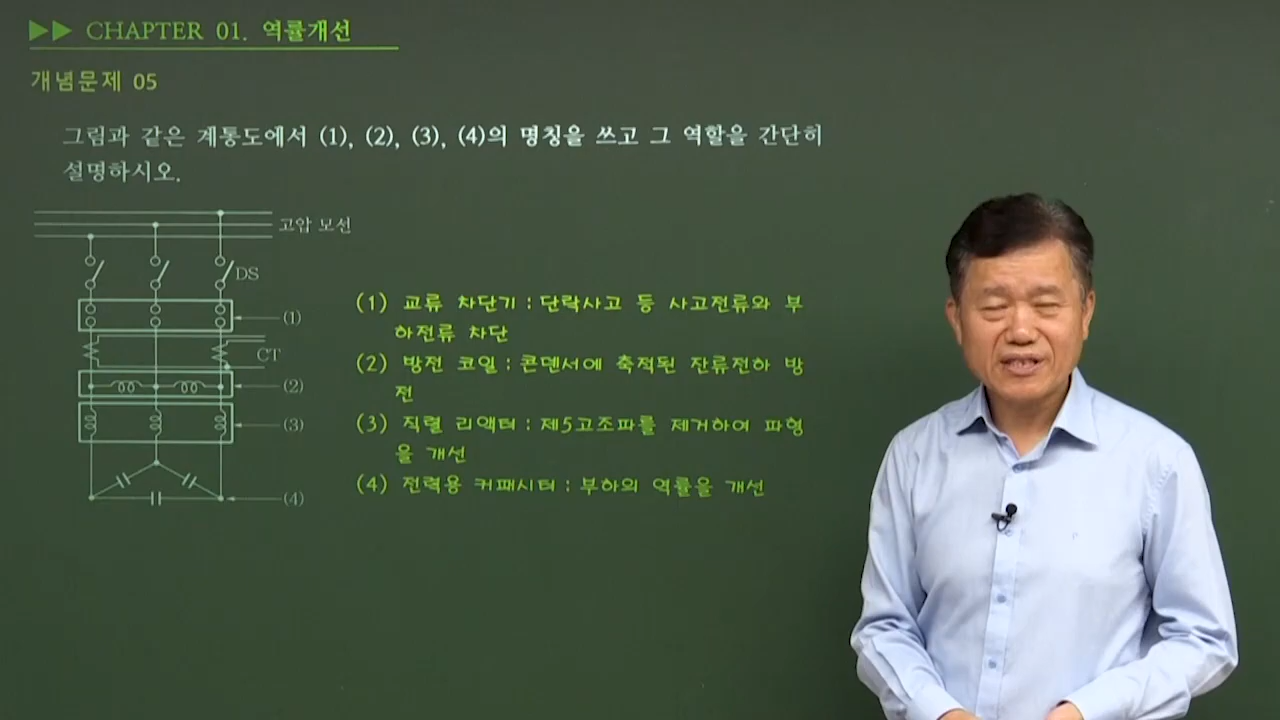 ▶▶ CHAPTER 01. 역률개선
개념문제 05
그림과 같은 계통도에서 (1), (2), (3), (4)의 명칭을 쓰고 그 역할을 간단히
설명하시오.
고압 모선
DS
(1)
CT
(2)
(3)
(4)
(1) 교류 차단기 : 단락사고 등 사고전류와 부
하전류 차단
(2) 방전 코일 : 콘덴서에 축적된 잔류전하 방
전
(3) 직렬 리액터 : 제5고조파를 제거하여 파형
을 개선
(4) 전력용 커패시터 : 부하의 역률을 개선